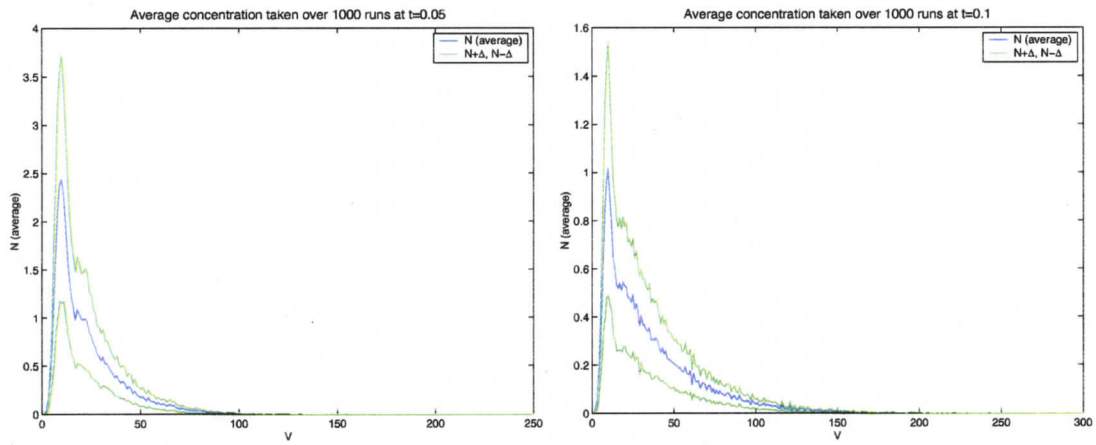 Average concentration taken over 1000 runs at t=0.05
N (average)
N+Δ, N−Δ
4
3.5
3
2.5
2
1.5
1
0.5
0
N (average)
0 50 100 150 200 250
V
Average concentration taken over 1000 runs at t=0.1
N (average)
N+Δ, N−Δ
1.6
1.4
1.2
1
0.8
0.6
0.4
0.2
0
N (average)
0 50 100 150 200 250 300
V